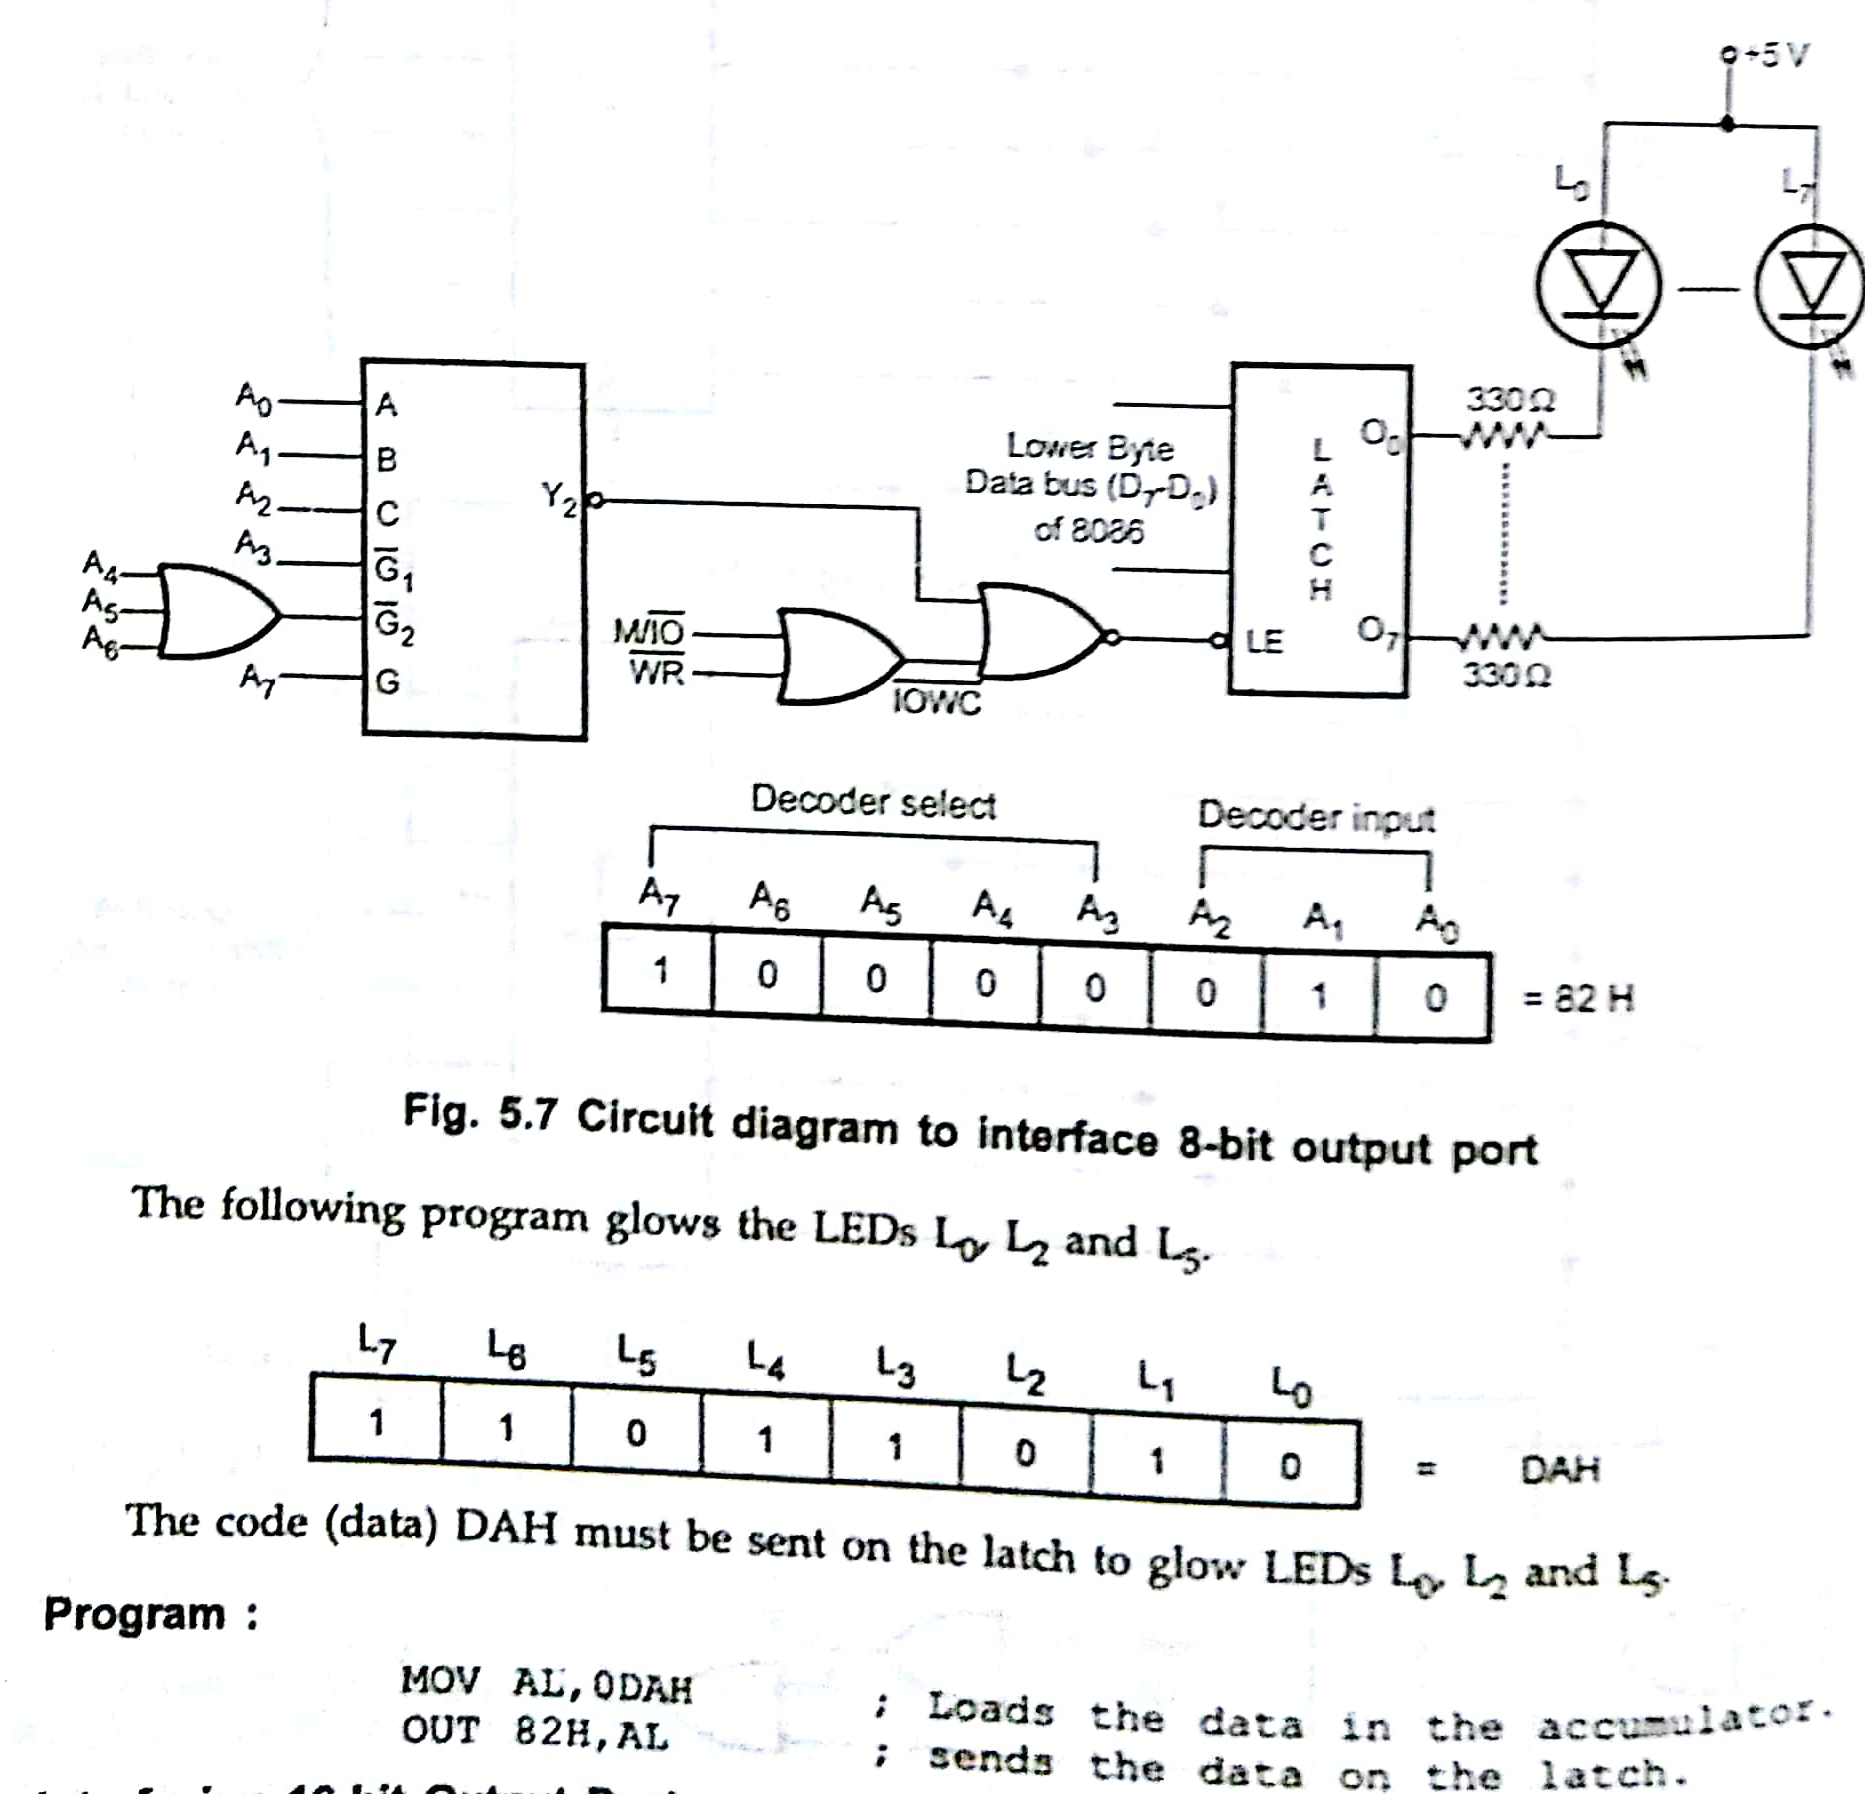 +5V
L0
L7
A0
A
A1
B
A2
C
A3
G̅1
A4
A5
A6
G̅2
A7
G
Y2
Lower Byte
Data bus (D7-D0)
of 8086
M/I̅O̅
W̅R̅
I̅O̅W̅C̅
LATCH
O0
O7
LE
330Ω
330Ω
Decoder select
Decoder input
A7 A6 A5 A4 A3 A2 A1 A0
1 0 0 0 0 0 1 0 = 82 H
Fig. 5.7 Circuit diagram to interface 8-bit output port
The following program glows the LEDs L0, L2 and L5.
L7 L6 L5 L4 L3 L2 L1 L0
1 1 0 1 1 0 1 0 = DAH
The code (data) DAH must be sent on the latch to glow LEDs L0, L2 and L5.
Program :
MOV AL,0DAH ; Loads the data in the accumulator.
OUT 82H,AL ; sends the data on the latch.